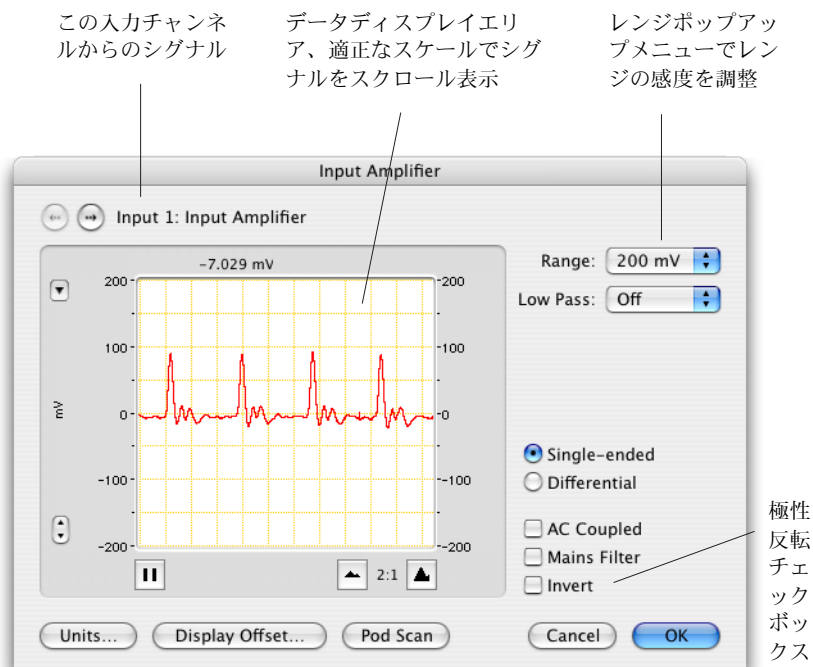 この入力チャンネ
ルからのシグナル
データディスプレイエリ
ア、適正なスケールでシグ
ナルをスクロール表示
レンジポップアッ
プメニューでレン
ジの感度を調整
Input Amplifier
Input 1: Input Amplifier
-7.029 mV
200
100
0
-100
-200
mV
200
100
0
-100
-200
2:1
Range: 200 mV
Low Pass: Off
Single-ended
Differential
AC Coupled
Mains Filter
Invert
極性
反転
チェ
ック
ボッ
クス
Units...
Display Offset...
Pod Scan
Cancel
OK